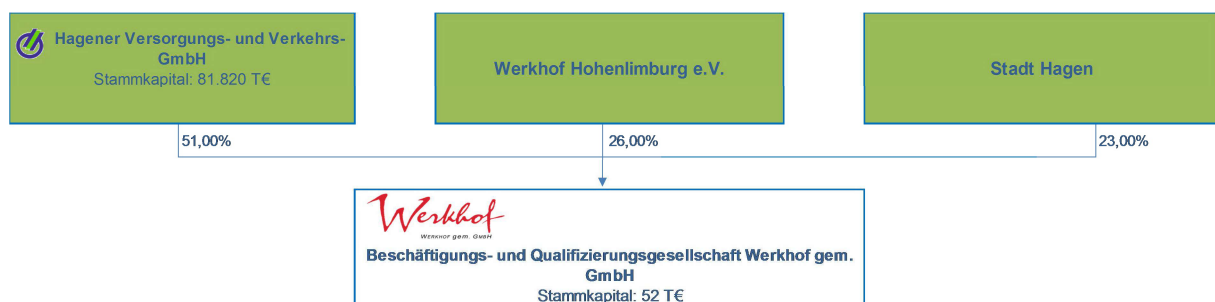 Hagener Versorgungs- und Verkehrs-
GmbH
Stammkapital: 81.820 T€
Werkhof Hohenlimburg e.V.
Stadt Hagen
51,00%
26,00%
23,00%
Werkhof
Werkhof gem. GmbH
Beschäftigungs- und Qualifizierungsgesellschaft Werkhof gem.
GmbH
Stammkapital: 52 T€